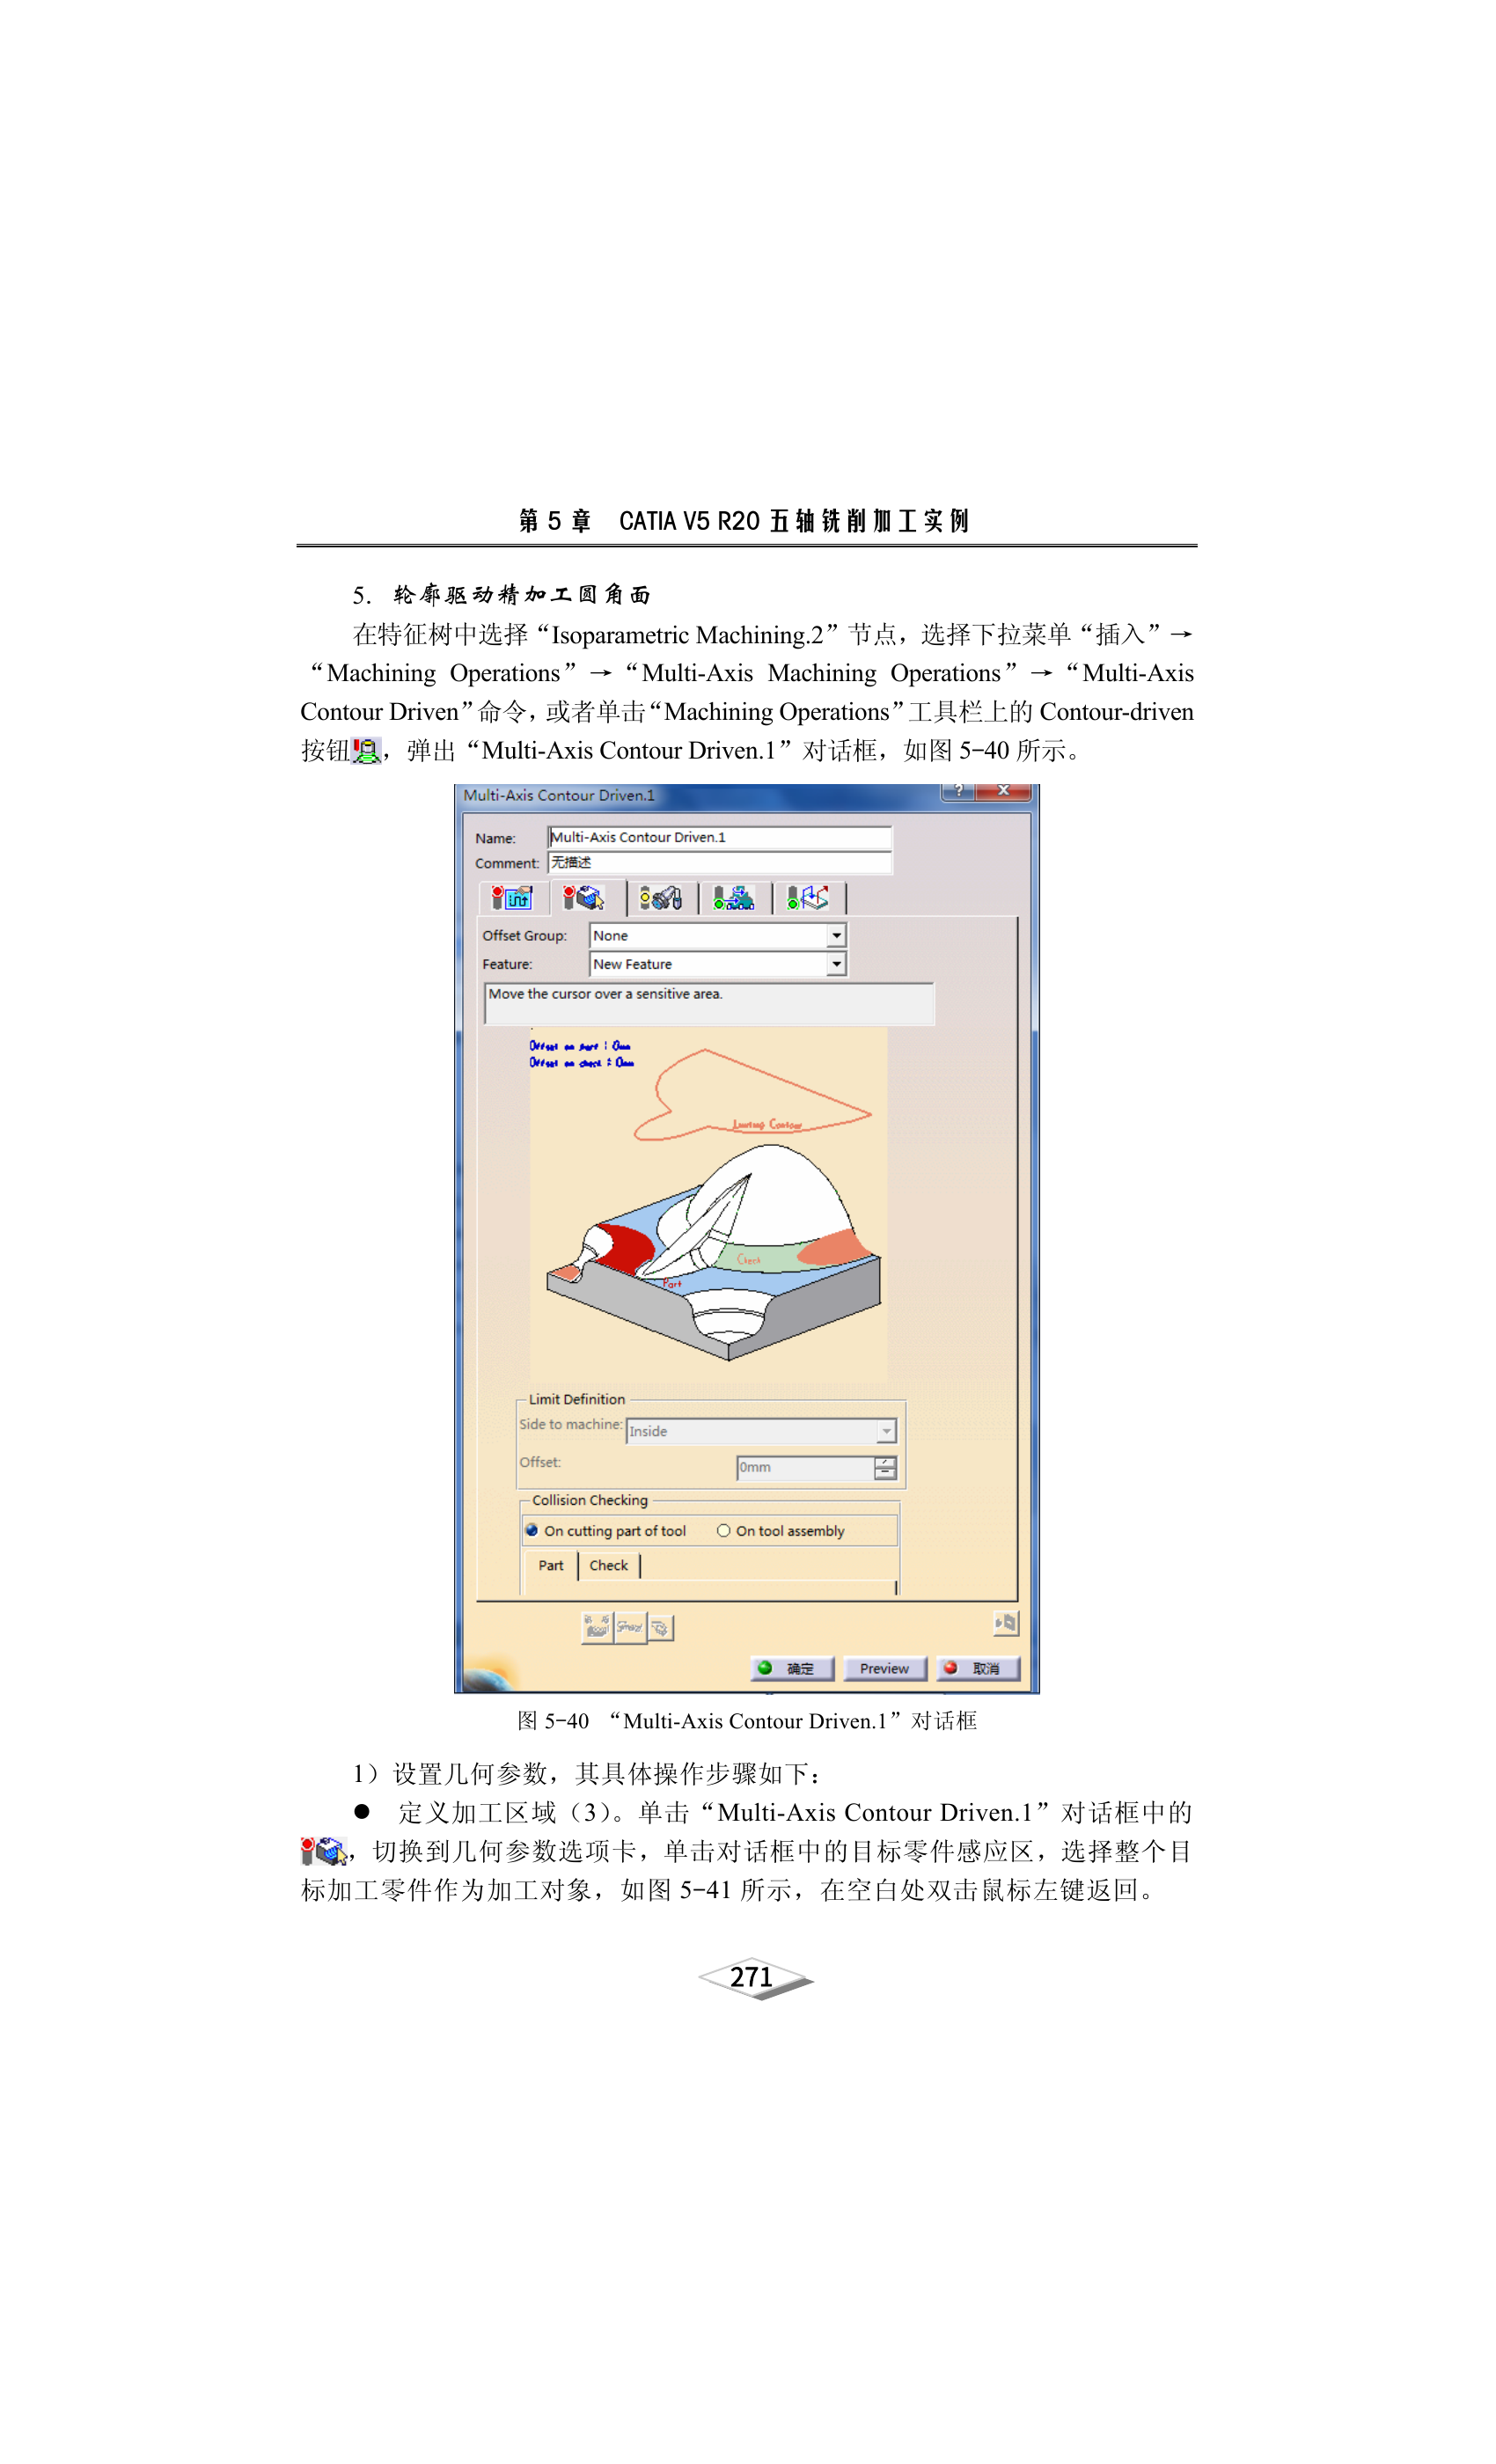 第 5 章 CATIA V5 R20 五轴铣削加工实例
5. 轮廓驱动精加工圆角面
在特征树中选择“Isoparametric Machining.2”节点，选择下拉菜单“插入”→
“Machining Operations”→“Multi-Axis Machining Operations”→“Multi-Axis
Contour Driven”命令，或者单击“Machining Operations”工具栏上的 Contour-driven
按钮，弹出“Multi-Axis Contour Driven.1”对话框，如图 5-40 所示。
Multi-Axis Contour Driven.1
Name: Multi-Axis Contour Driven.1
Comment: 无描述
Offset Group: None
Feature: New Feature
Move the cursor over a sensitive area.
Offset on part : 0mm
Offset on check : 0mm
Limiting Contour
Check
Part
Limit Definition
Side to machine: Inside
Offset: 0mm
Collision Checking
On cutting part of tool On tool assembly
Part Check
确定 Preview 取消
图 5-40 “Multi-Axis Contour Driven.1”对话框
1）设置几何参数，其具体操作步骤如下：
● 定义加工区域（3）。单击“Multi-Axis Contour Driven.1”对话框中的
，切换到几何参数选项卡，单击对话框中的目标零件感应区，选择整个目
标加工零件作为加工对象，如图 5-41 所示，在空白处双击鼠标左键返回。
271